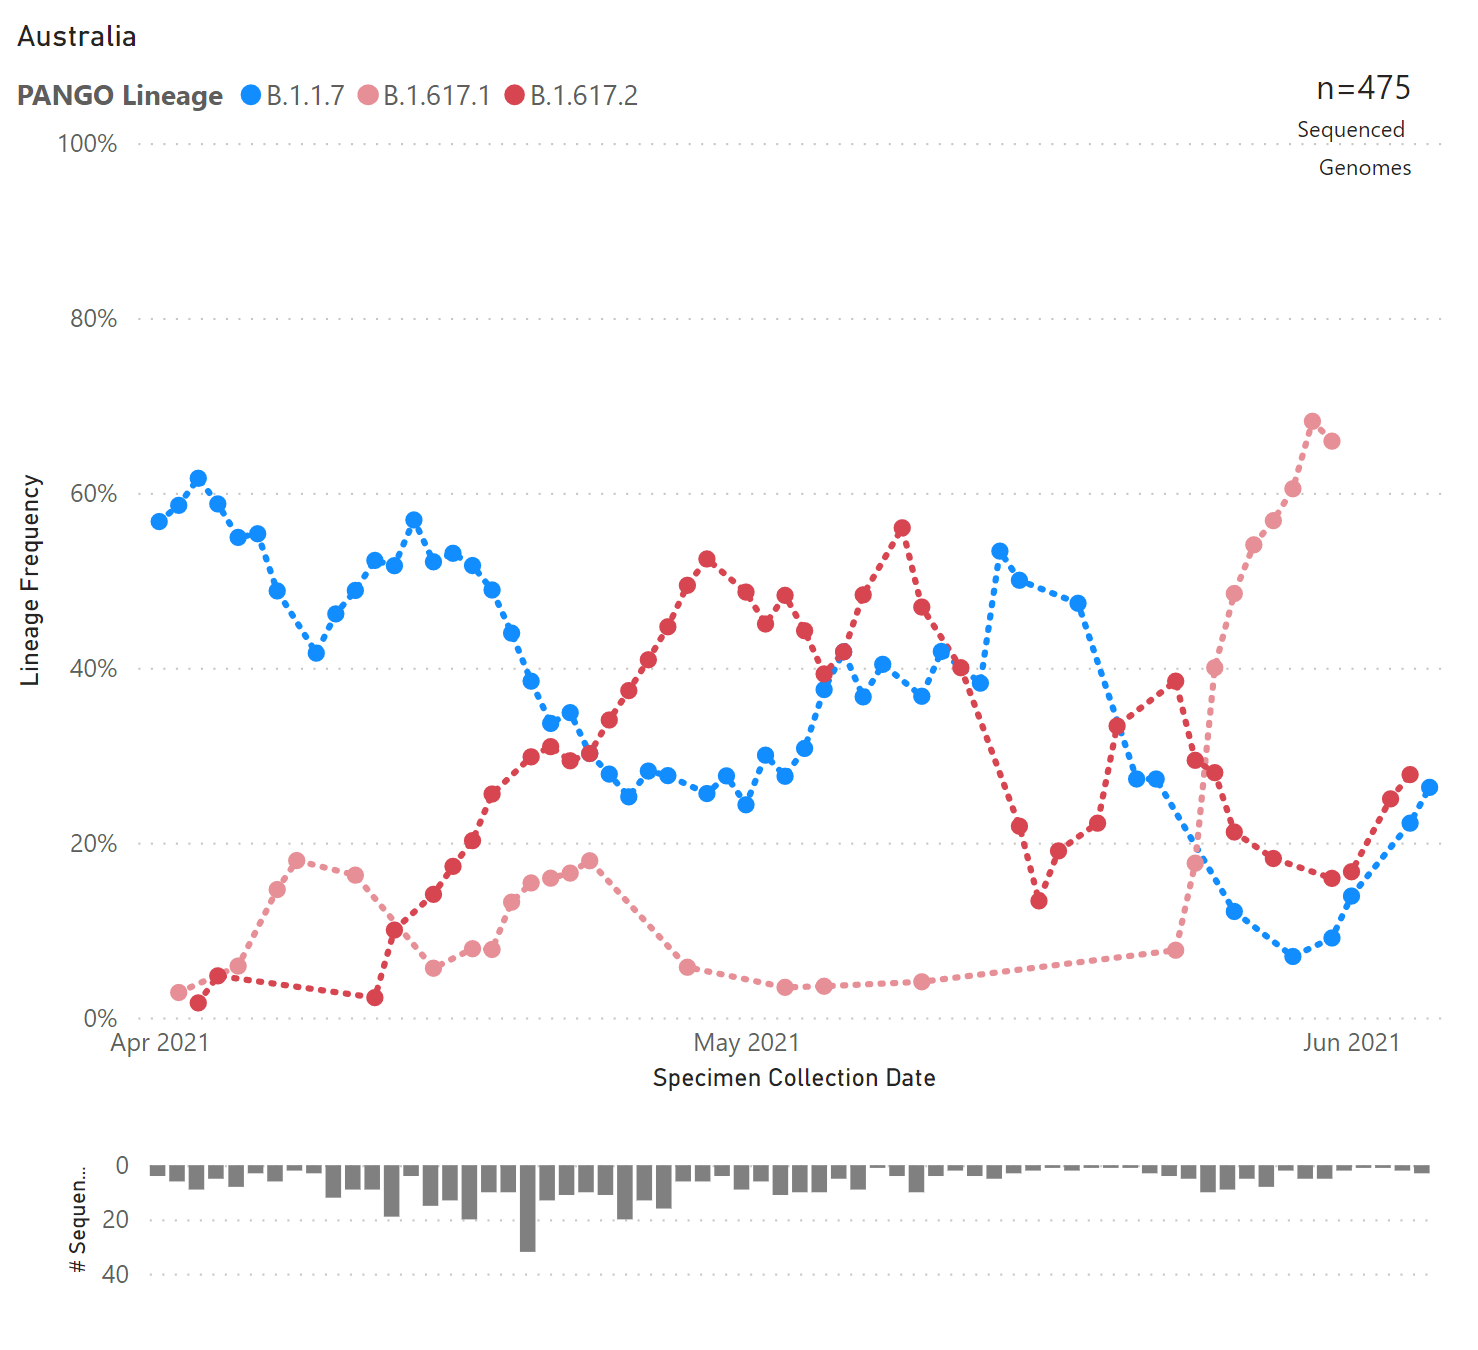 Australia
PANGO Lineage B.1.1.7 B.1.617.1 B.1.617.2
n=475
Sequenced
Genomes
100%
80%
60%
40%
20%
0%
Lineage Frequency
Apr 2021 May 2021 Jun 2021
Specimen Collection Date
0
20
40
# Sequen...